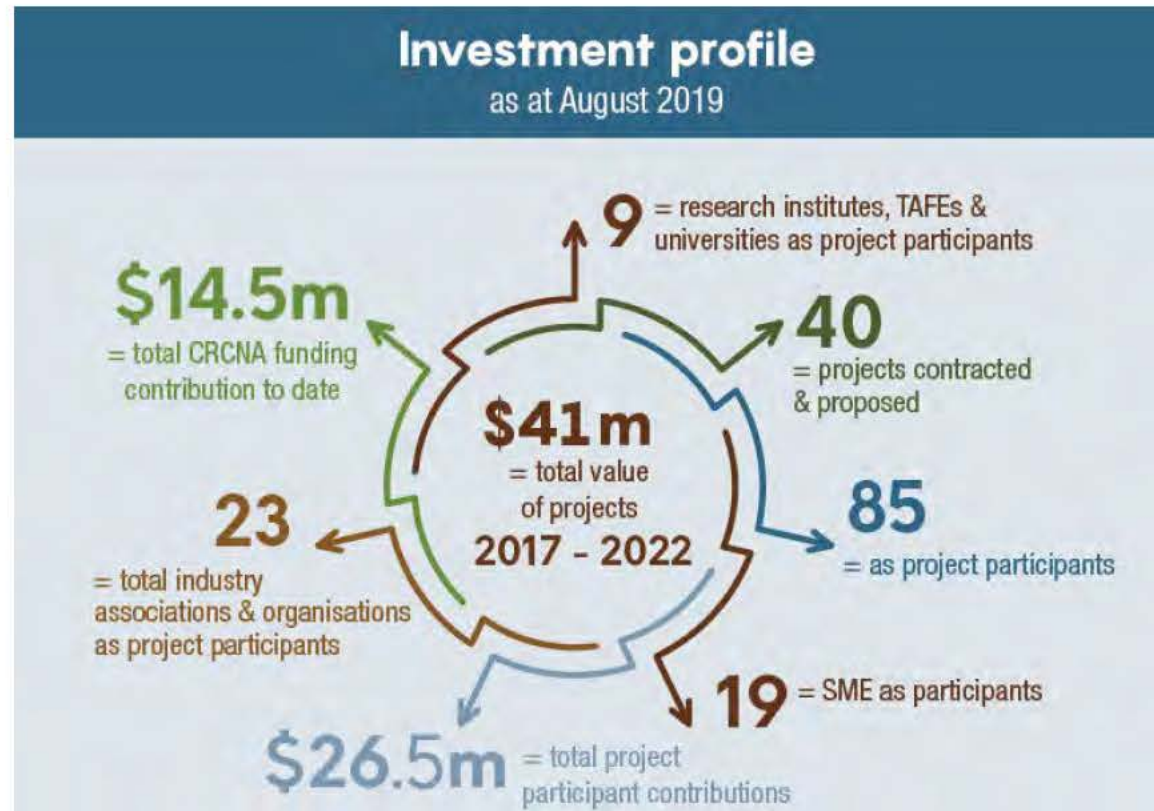 Investment profile
as at August 2019
9 = research institutes, TAFEs &
universities as project participants
$14.5m
= total CRCNA funding
contribution to date
40
= projects contracted
& proposed
$41m
= total value
of projects
2017 - 2022
85
= as project participants
23
= total industry
associations & organisations
as project participants
19 = SME as participants
$26.5m = total project
participant contributions